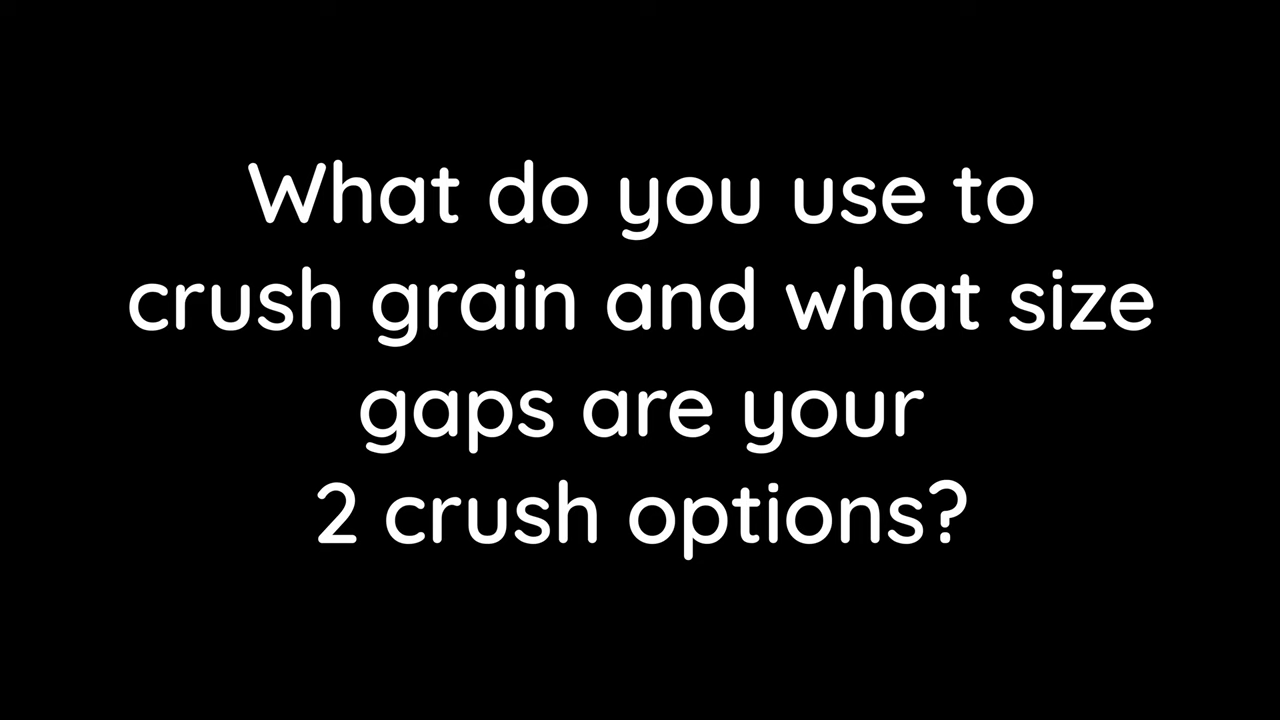 What do you use to
crush grain and what size
gaps are your
2 crush options?